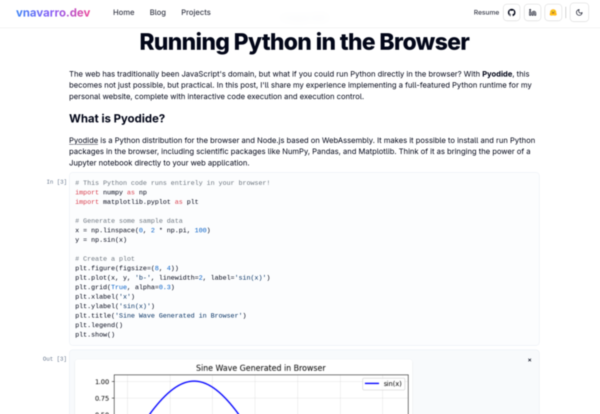 vnavarro.dev Home Blog Projects Resume
Running Python in the Browser
The web has traditionally been JavaScript's domain, but what if you could run Python directly in the browser? With Pyodide, this
becomes not just possible, but practical. In this post, I'll share my experience implementing a full-featured Python runtime for my
personal website, complete with interactive code execution and execution control.
What is Pyodide?
Pyodide is a Python distribution for the browser and Node.js based on WebAssembly. It makes it possible to install and run Python
packages in the browser, including scientific packages like NumPy, Pandas, and Matplotlib. Think of it as bringing the power of a
Jupyter notebook directly to your web application.
In [3]
# This Python code runs entirely in your browser!
import numpy as np
import matplotlib.pyplot as plt
# Generate some sample data
x = np.linspace(0, 2 * np.pi, 100)
y = np.sin(x)
# Create a plot
plt.figure(figsize=(8, 4))
plt.plot(x, y, 'b-', linewidth=2, label='sin(x)')
plt.grid(True, alpha=0.3)
plt.xlabel('x')
plt.ylabel('sin(x)')
plt.title('Sine Wave Generated in Browser')
plt.legend()
plt.show()
Out [3]
Sine Wave Generated in Browser
sin(x)
1.00
0.75